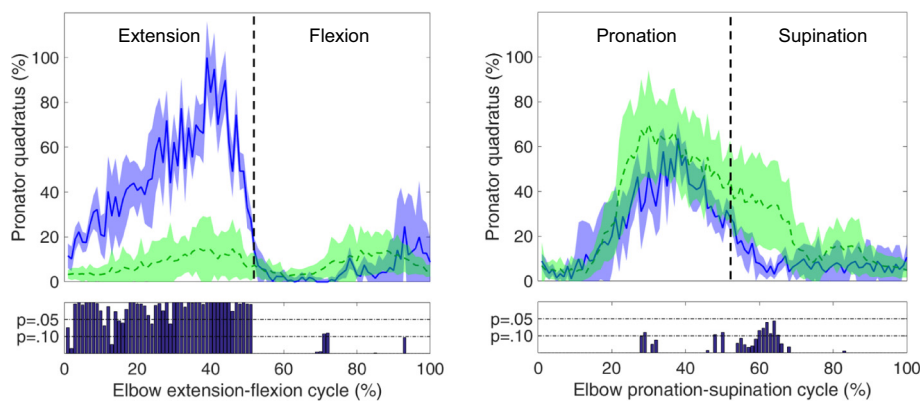 Extension Flexion
Pronator quadratus (%)
100
80
60
40
20
0
p=.05
p=.10
0 20 40 60 80 100
Elbow extension-flexion cycle (%)
Pronation Supination
Pronator quadratus (%)
100
80
60
40
20
0
p=.05
p=.10
0 20 40 60 80 100
Elbow pronation-supination cycle (%)